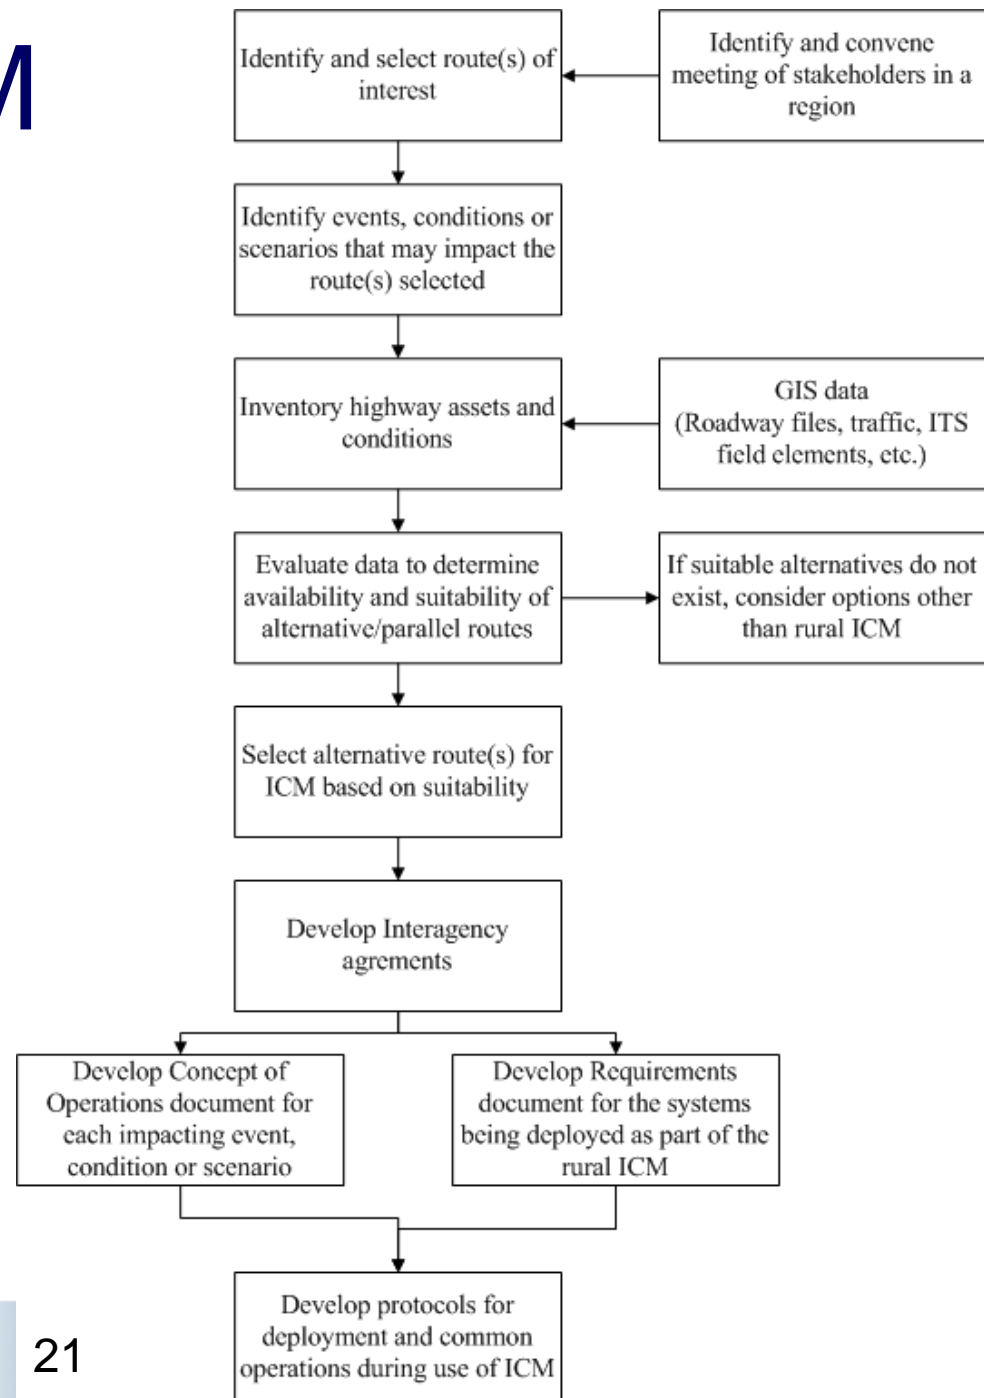 M
Identify and select route(s) of
interest
Identify and convene
meeting of stakeholders in a
region
Identify events, conditions or
scenarios that may impact the
route(s) selected
Inventory highway assets and
conditions
GIS data
(Roadway files, traffic, ITS
field elements, etc.)
Evaluate data to determine
availability and suitability of
alternative/parallel routes
If suitable alternatives do not
exist, consider options other
than rural ICM
Select alternative route(s) for
ICM based on suitability
Develop Interagency
agrements
Develop Concept of
Operations document for
each impacting event,
condition or scenario
Develop Requirements
document for the systems
being deployed as part of the
rural ICM
Develop protocols for
deployment and common
operations during use of ICM
21